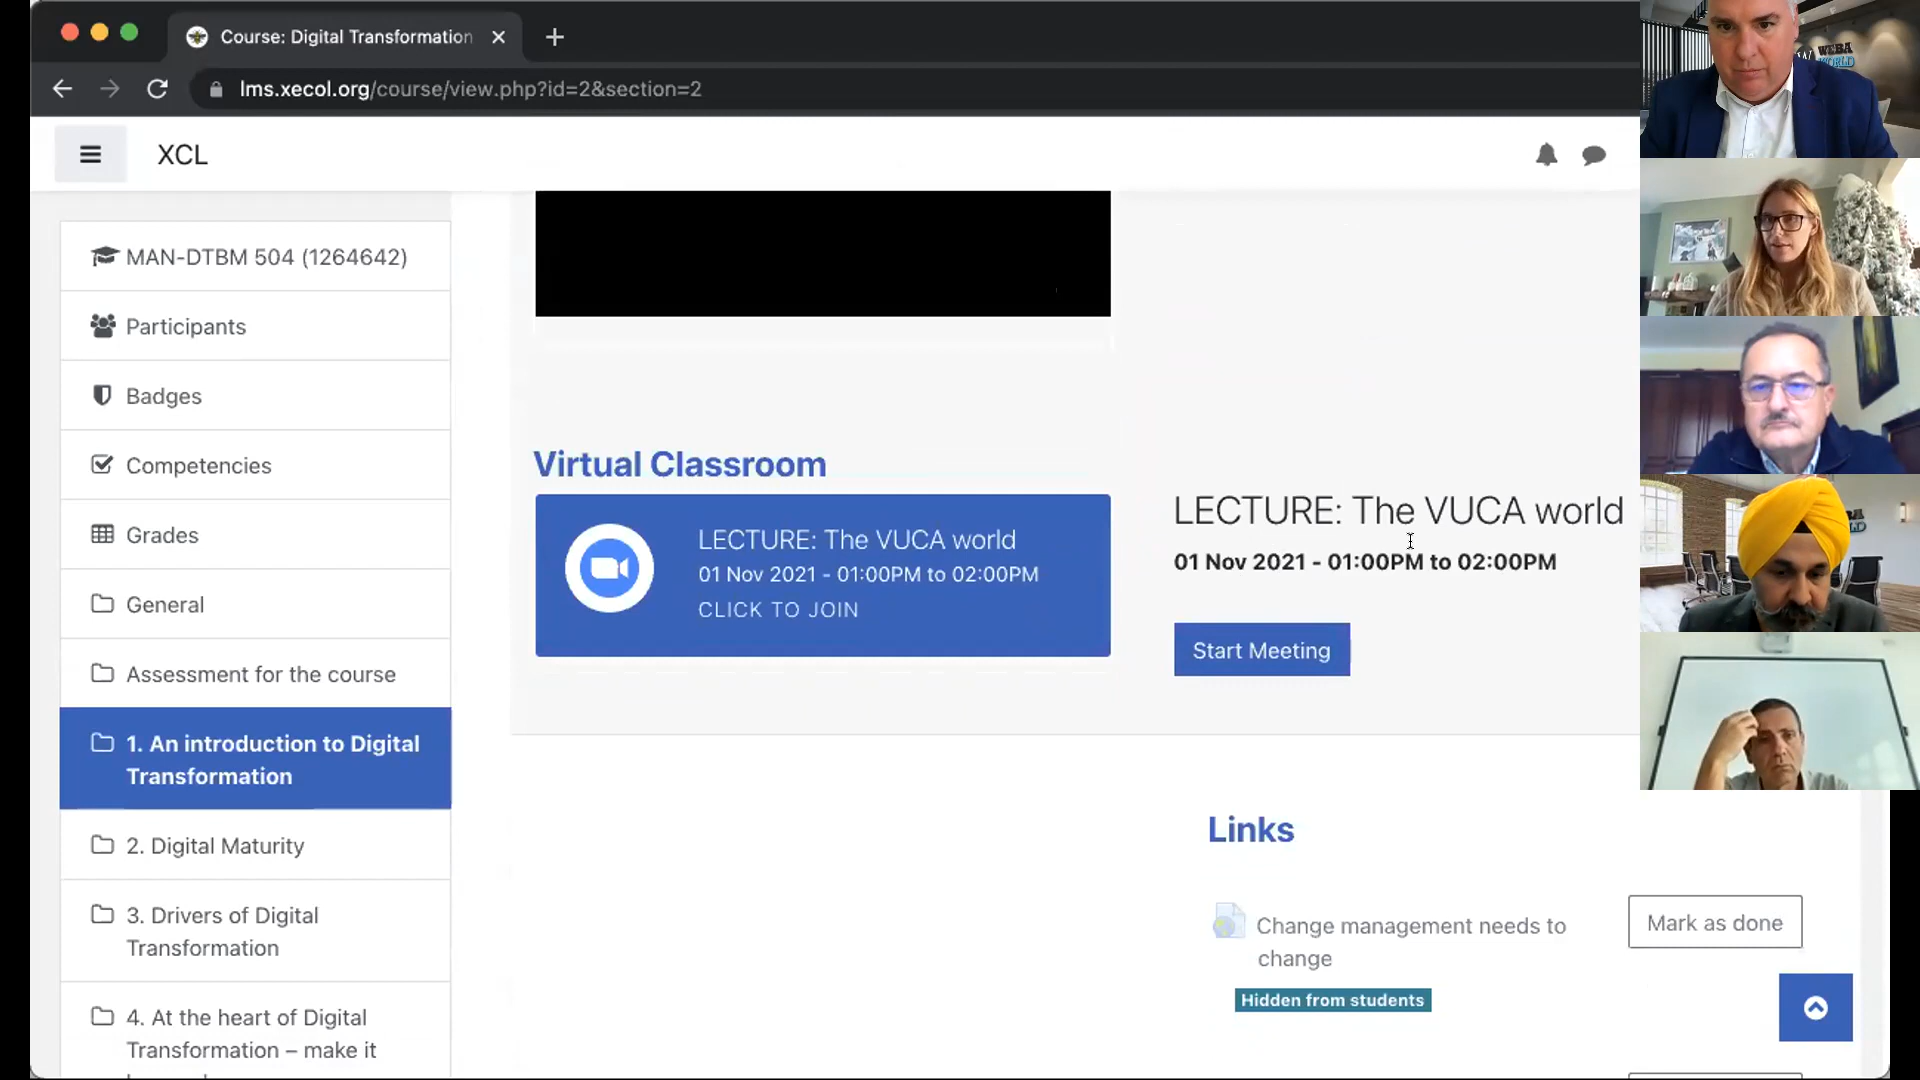 Course: Digital Transformation
lms.xecol.org/course/view.php?id=2&section=2
XCL
MAN-DTBM 504 (1264642)
Participants
Badges
Competencies
Grades
General
Assessment for the course
1. An introduction to Digital
Transformation
2. Digital Maturity
3. Drivers of Digital
Transformation
4. At the heart of Digital
Transformation – make it
Virtual Classroom
LECTURE: The VUCA world
01 Nov 2021 - 01:00PM to 02:00PM
CLICK TO JOIN
LECTURE: The VUCA world
01 Nov 2021 - 01:00PM to 02:00PM
Start Meeting
Links
Change management needs to
change
Hidden from students
Mark as done
WEBA
WORLD